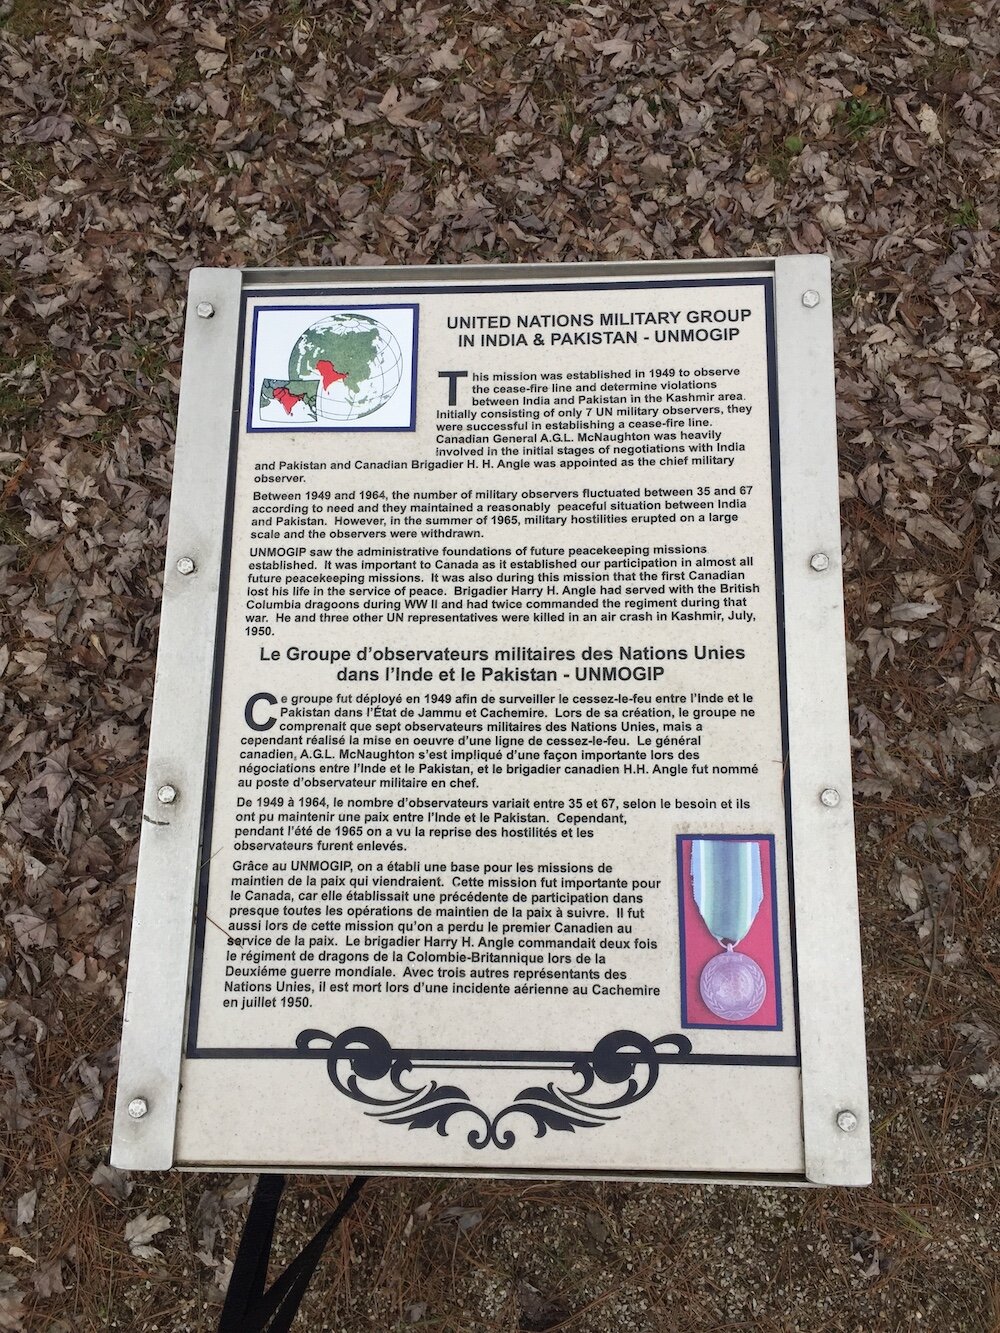 UNITED NATIONS MILITARY GROUP
IN INDIA & PAKISTAN - UNMOGIP
This mission was established in 1949 to observe
the cease-fire line and determine violations
between India and Pakistan in the Kashmir area.
Initially consisting of only 7 UN military observers, they
were successful in establishing a cease-fire line.
Canadian General A.G.L. McNaughton was heavily
involved in the initial stages of negotiations with India
and Pakistan and Canadian Brigadier H. H. Angle was appointed as the chief military
observer.
Between 1949 and 1964, the number of military observers fluctuated between 35 and 67
according to need and they maintained a reasonably peaceful situation between India
and Pakistan. However, in the summer of 1965, military hostilities erupted on a large
scale and the observers were withdrawn.
UNMOGIP saw the administrative foundations of future peacekeeping missions
established. It was important to Canada as it established our participation in almost all
future peacekeeping missions. It was also during this mission that the first Canadian
lost his life in the service of peace. Brigadier Harry H. Angle had served with the British
Columbia dragoons during WW II and had twice commanded the regiment during that
war. He and three other UN representatives were killed in an air crash in Kashmir, July,
1950.
Le Groupe d'observateurs militaires des Nations Unies
dans l'Inde et le Pakistan - UNMOGIP
Ce groupe fut déployé en 1949 afin de surveiller le cessez-le-feu entre l'Inde et le
Pakistan dans l'État de Jammu et Cachemire. Lors de sa création, le groupe ne
comprenait que sept observateurs militaires des Nations Unies, mais a
cependant réalisé la mise en oeuvre d'une ligne de cessez-le-feu. Le général
canadien, A.G.L. McNaughton s'est impliqué d'une façon importante lors des
négociations entre l'Inde et le Pakistan, et le brigadier canadien H.H. Angle fut nommé
au poste d'observateur militaire en chef.
De 1949 à 1964, le nombre d'observateurs variait entre 35 et 67, selon le besoin et ils
ont pu maintenir une paix entre l'Inde et le Pakistan. Cependant,
pendant l'été de 1965 on a vu la reprise des hostilités et les
observateurs furent enlevés.
Grâce au UNMOGIP, on a établi une base pour les missions de
maintien de la paix qui viendraient. Cette mission fut importante pour
le Canada, car elle établissait une précédente de participation dans
presque toutes les opérations de maintien de la paix à suivre. Il fut
aussi lors de cette mission qu'on a perdu le premier Canadien au
service de la paix. Le brigadier Harry H. Angle commandait deux fois
le régiment de dragons de la Colombie-Britannique lors de la
Deuxiéme guerre mondiale. Avec trois autres représentants des
Nations Unies, il est mort lors d'une incidente aérienne au Cachemire
en juillet 1950.